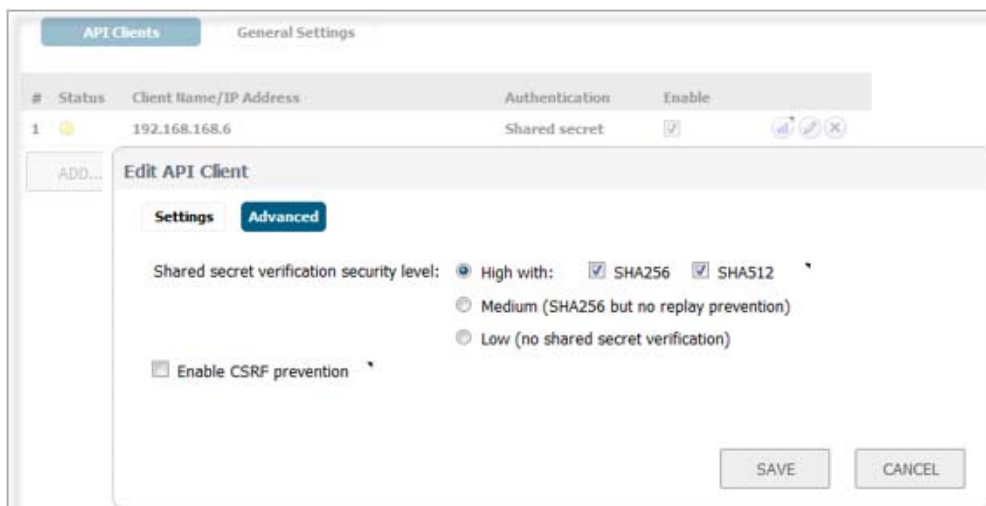 API Clients General Settings
# Status Client Name/IP Address Authentication Enable
1 192.168.168.6 Shared secret
ADD...
Edit API Client
Settings Advanced
Shared secret verification security level: High with: SHA256 SHA512
Medium (SHA256 but no replay prevention)
Low (no shared secret verification)
Enable CSRF prevention
SAVE CANCEL